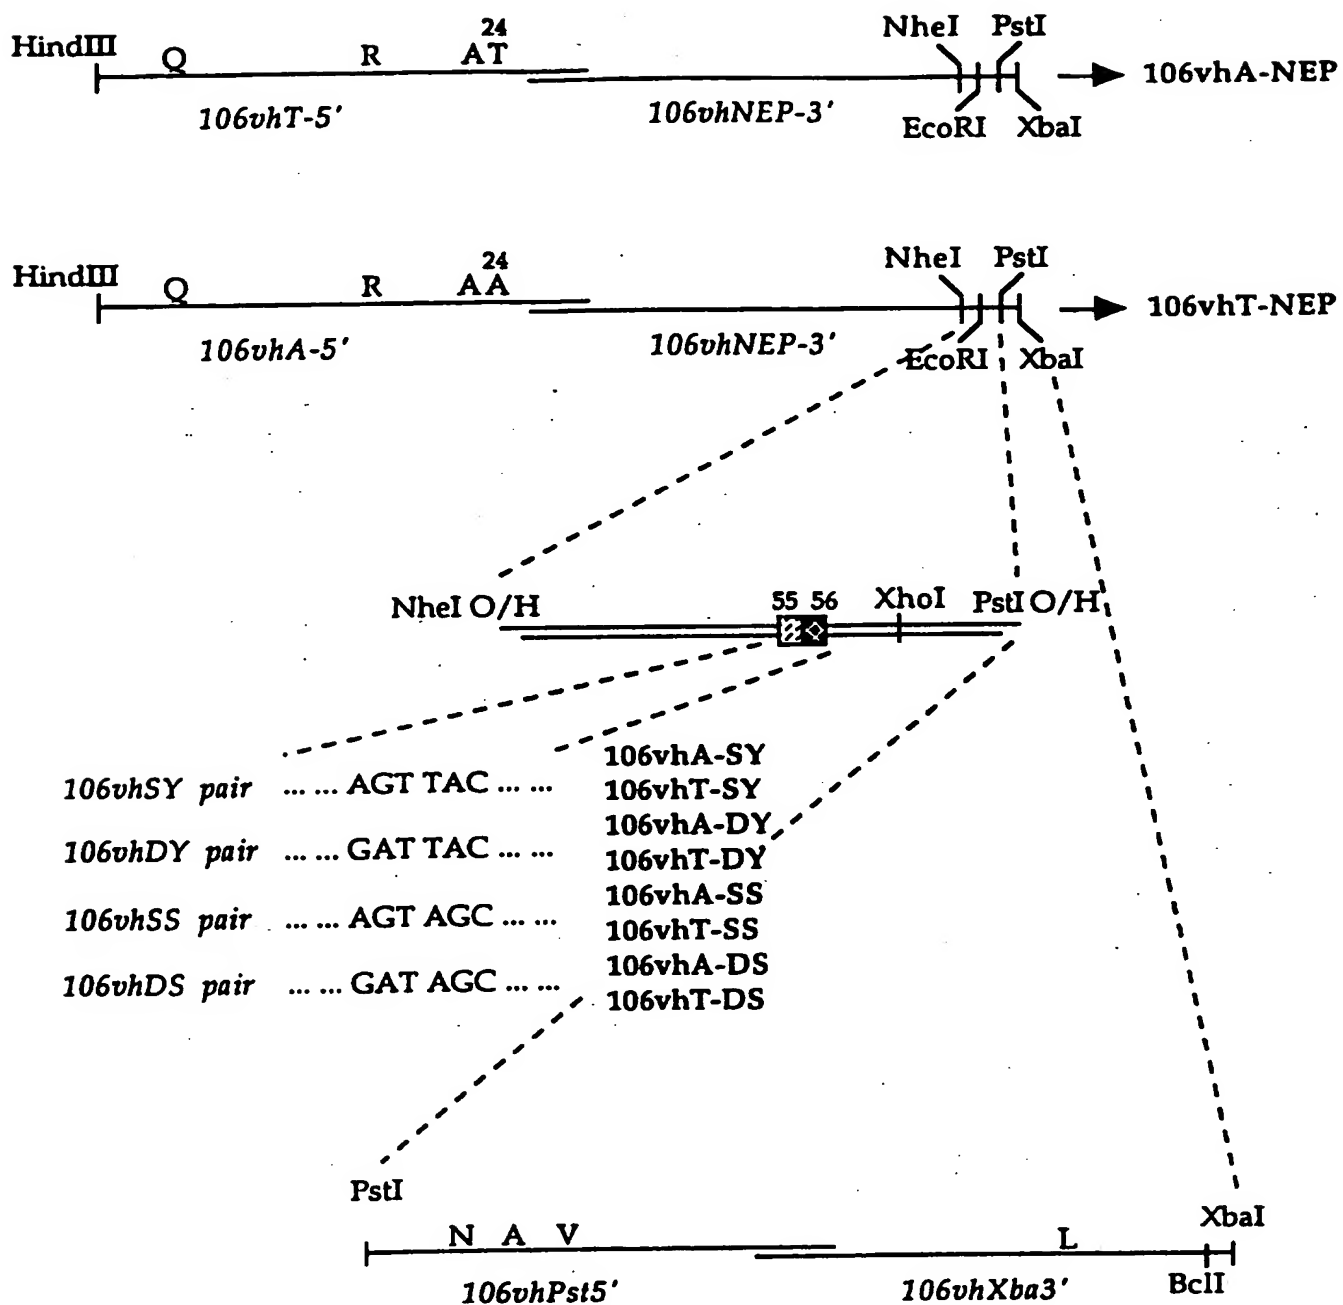 24
HindIII Q R AT NheI PstI
106vhT-5' 106vhNEP-3' EcoRI XbaI 106vhA-NEP
24
HindIII Q R AA NheI PstI
106vhA-5' 106vhNEP-3' EcoRI XbaI 106vhT-NEP
NheI O/H 55 56 XhoI PstI O/H
106vhSY pair ... ... AGT TAC ... ...
106vhDY pair ... ... GAT TAC ... ...
106vhSS pair ... ... AGT AGC ... ...
106vhDS pair ... ... GAT AGC ... ...
106vhA-SY
106vhT-SY
106vhA-DY
106vhT-DY
106vhA-SS
106vhT-SS
106vhA-DS
106vhT-DS
PstI N A V L XbaI
106vhPst5' 106vhXba3' BclI